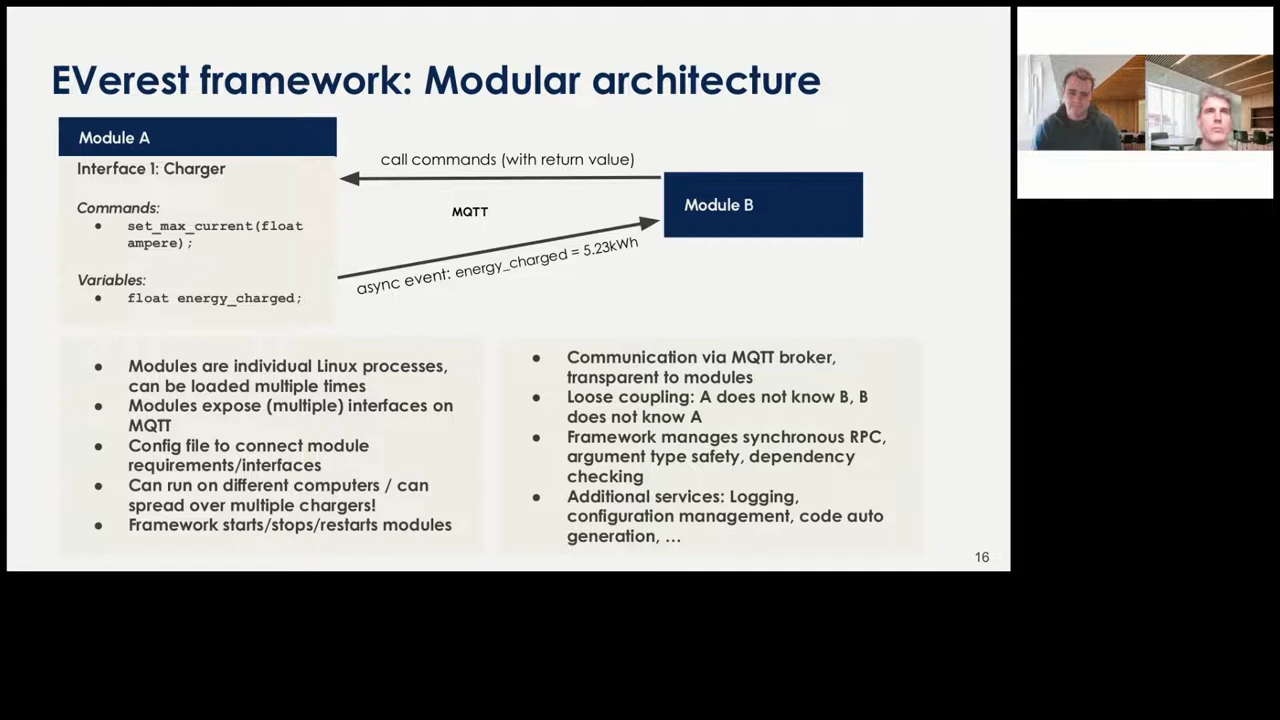 EVerest framework: Modular architecture
Module A
Interface 1: Charger
Commands:
● set_max_current(float
ampere);
Variables:
● float energy_charged;
call commands (with return value)
MQTT
async event: energy_charged = 5.23kWh
Module B
● Modules are individual Linux processes,
can be loaded multiple times
● Modules expose (multiple) interfaces on
MQTT
● Config file to connect module
requirements/interfaces
● Can run on different computers / can
spread over multiple chargers!
● Framework starts/stops/restarts modules
● Communication via MQTT broker,
transparent to modules
● Loose coupling: A does not know B, B
does not know A
● Framework manages synchronous RPC,
argument type safety, dependency
checking
● Additional services: Logging,
configuration management, code auto
generation, …
16